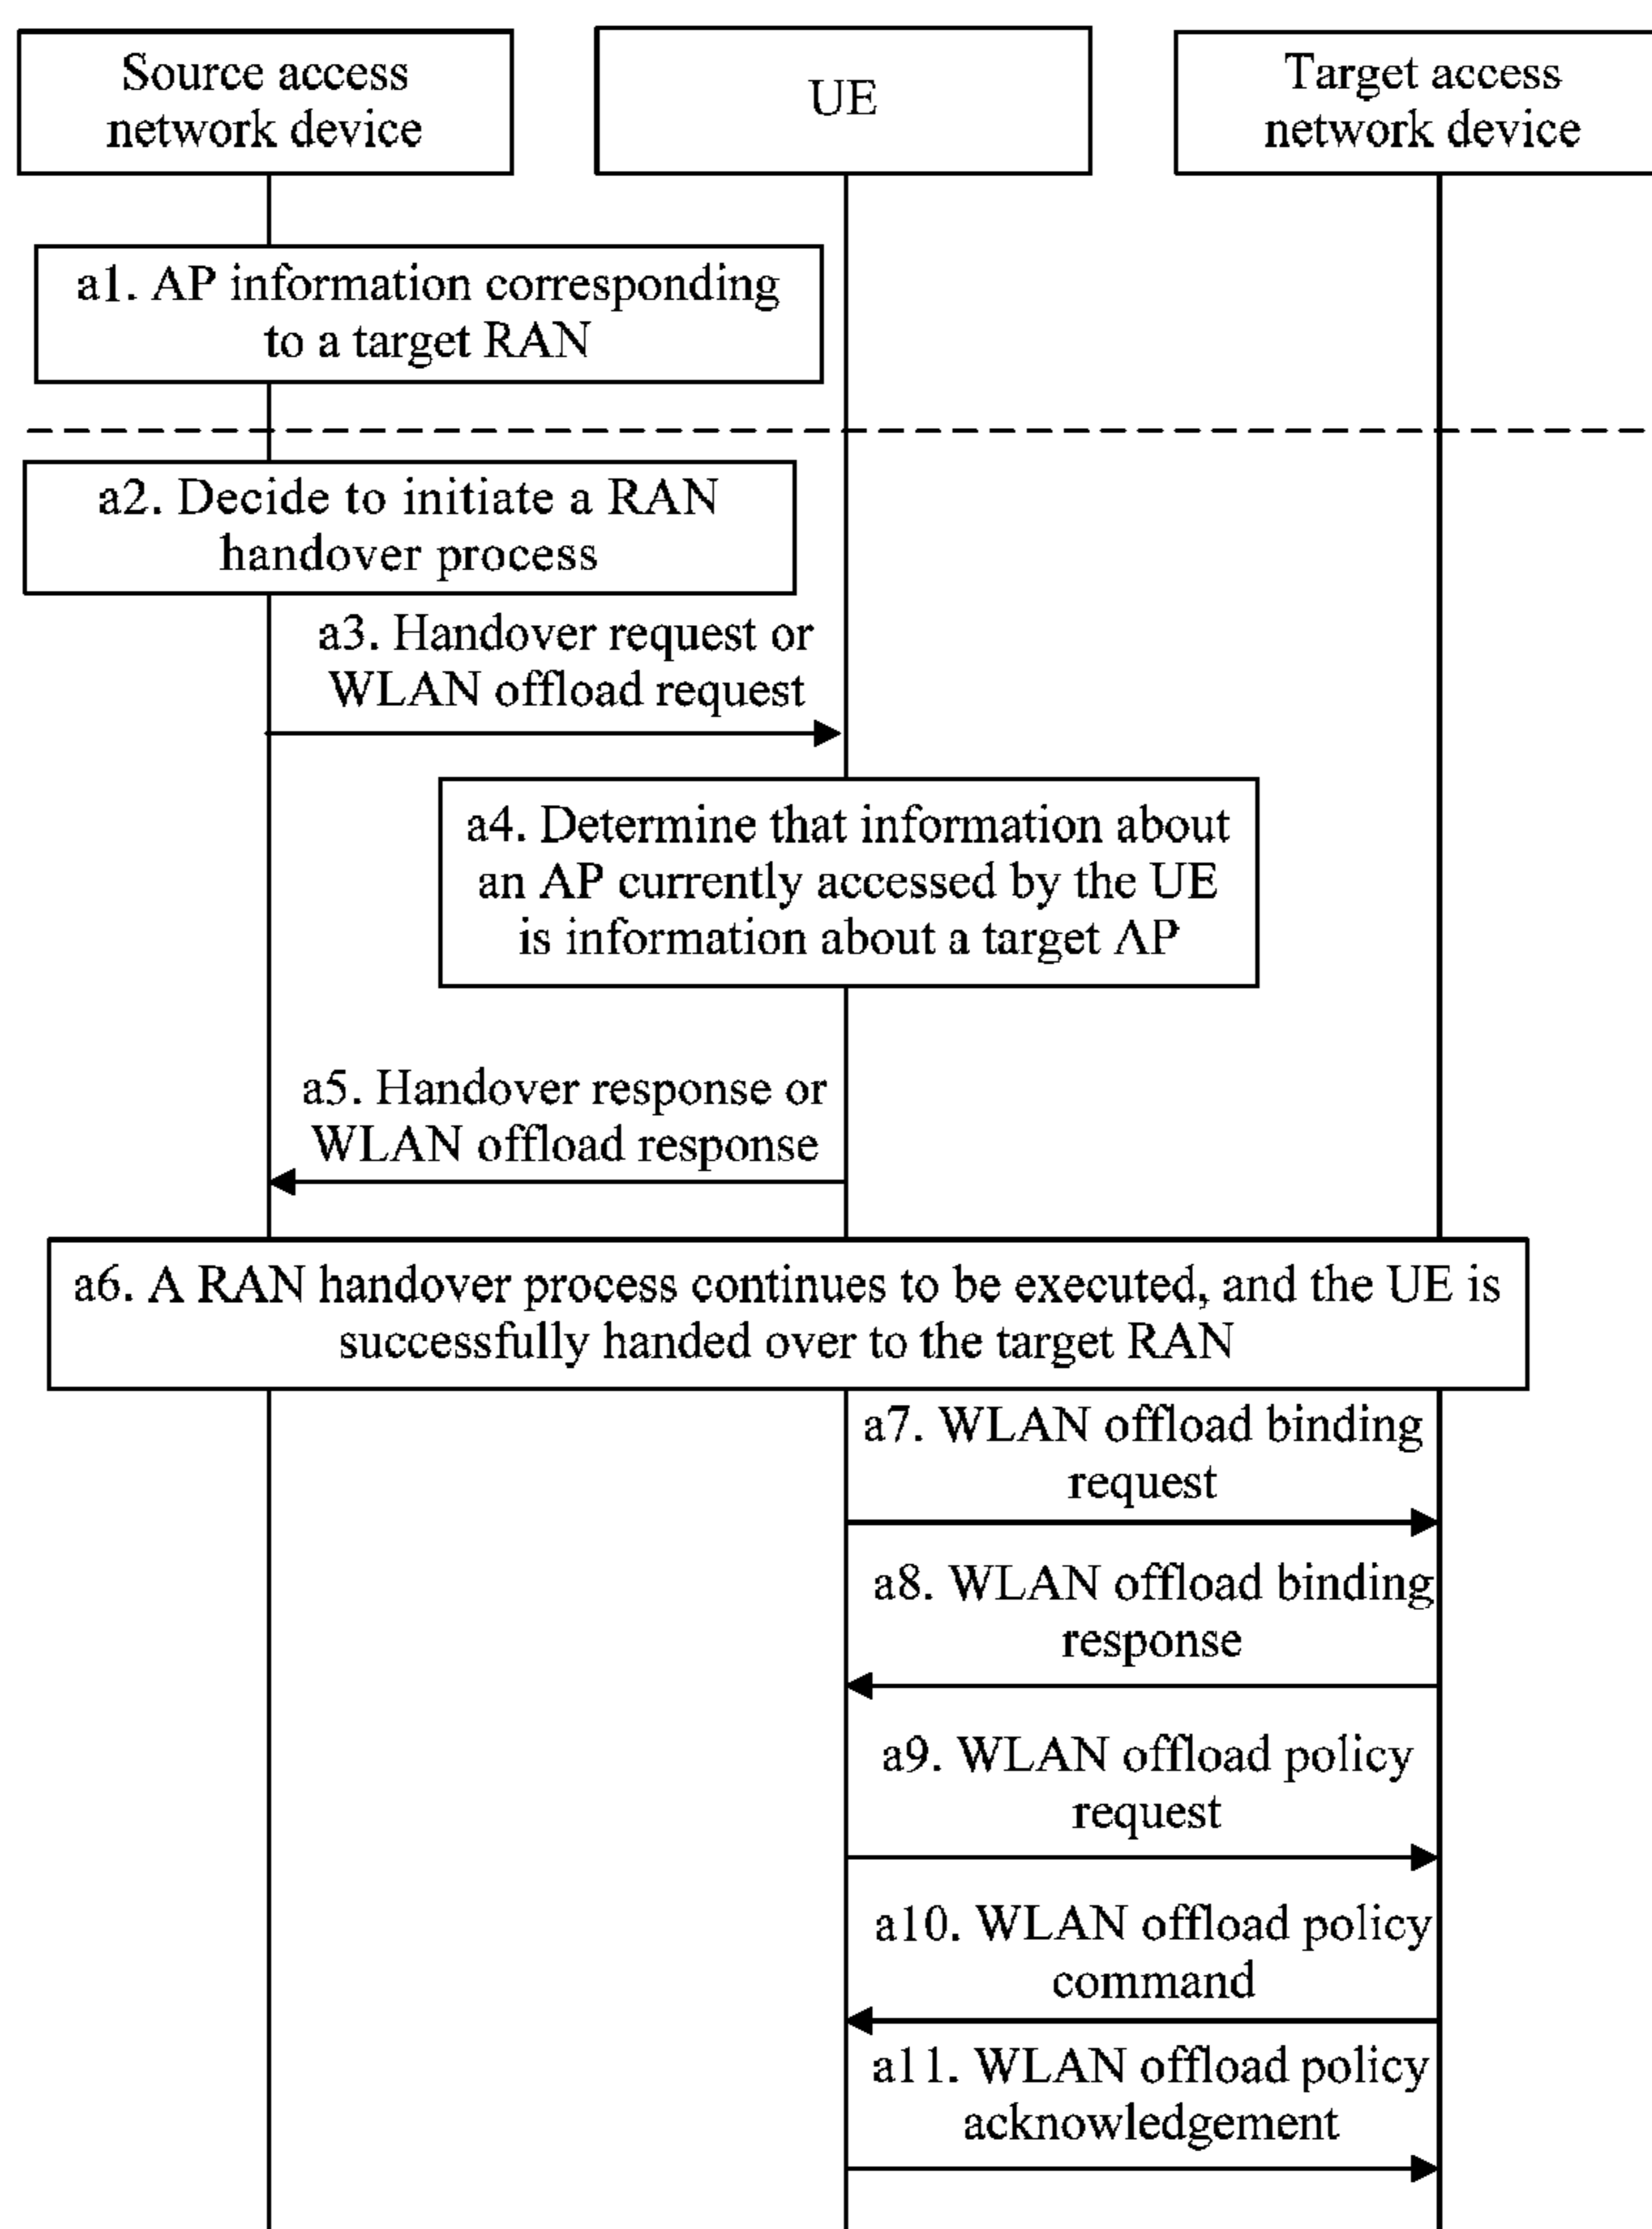 Source access
network device
UE
Target access
network device
a1. AP information corresponding
to a target RAN
a2. Decide to initiate a RAN
handover process
a3. Handover request or
WLAN offload request
a4. Determine that information about
an AP currently accessed by the UE
is information about a target AP
a5. Handover response or
WLAN offload response
a6. A RAN handover process continues to be executed, and the UE is
successfully handed over to the target RAN
a7. WLAN offload binding
request
a8. WLAN offload binding
response
a9. WLAN offload policy
request
a10. WLAN offload policy
command
a11. WLAN offload policy
acknowledgement